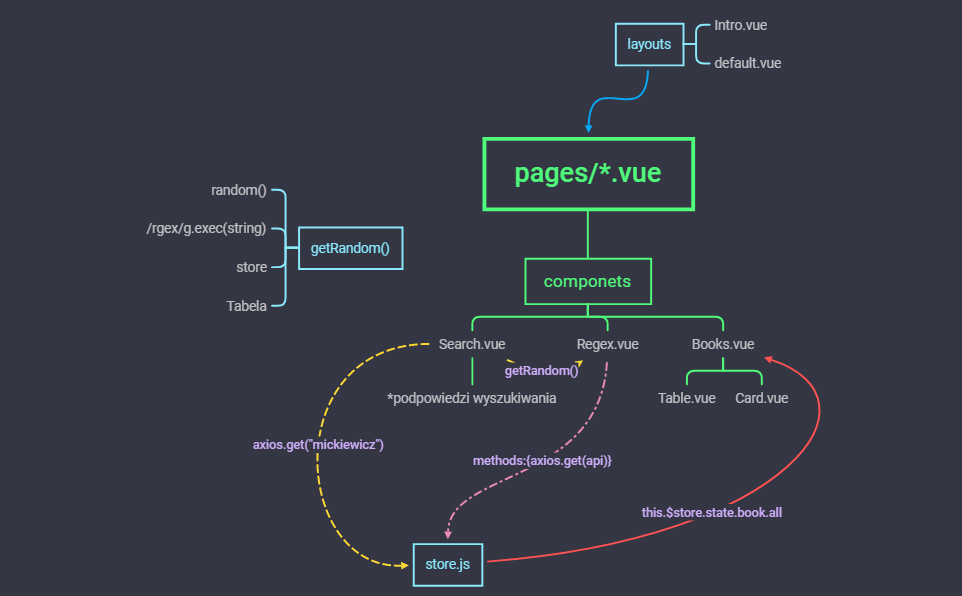 Intro.vue
layouts
default.vue
pages/*.vue
random()
/rgex/g.exec(string)
getRandom()
store
Tabela
componets
Search.vue
Regex.vue
Books.vue
getRandom()
*podpowiedzi wyszukiwania
Table.vue
Card.vue
axios.get("mickiewicz")
methods:{axios.get(api)}
this.$store.state.book.all
store.js